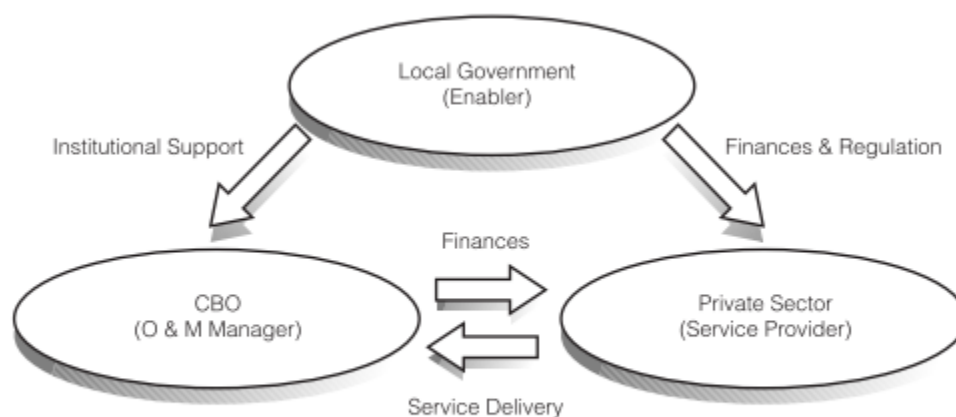 Local Government
(Enabler)
Institutional Support
Finances & Regulation
Finances
CBO
(O & M Manager)
Private Sector
(Service Provider)
Service Delivery